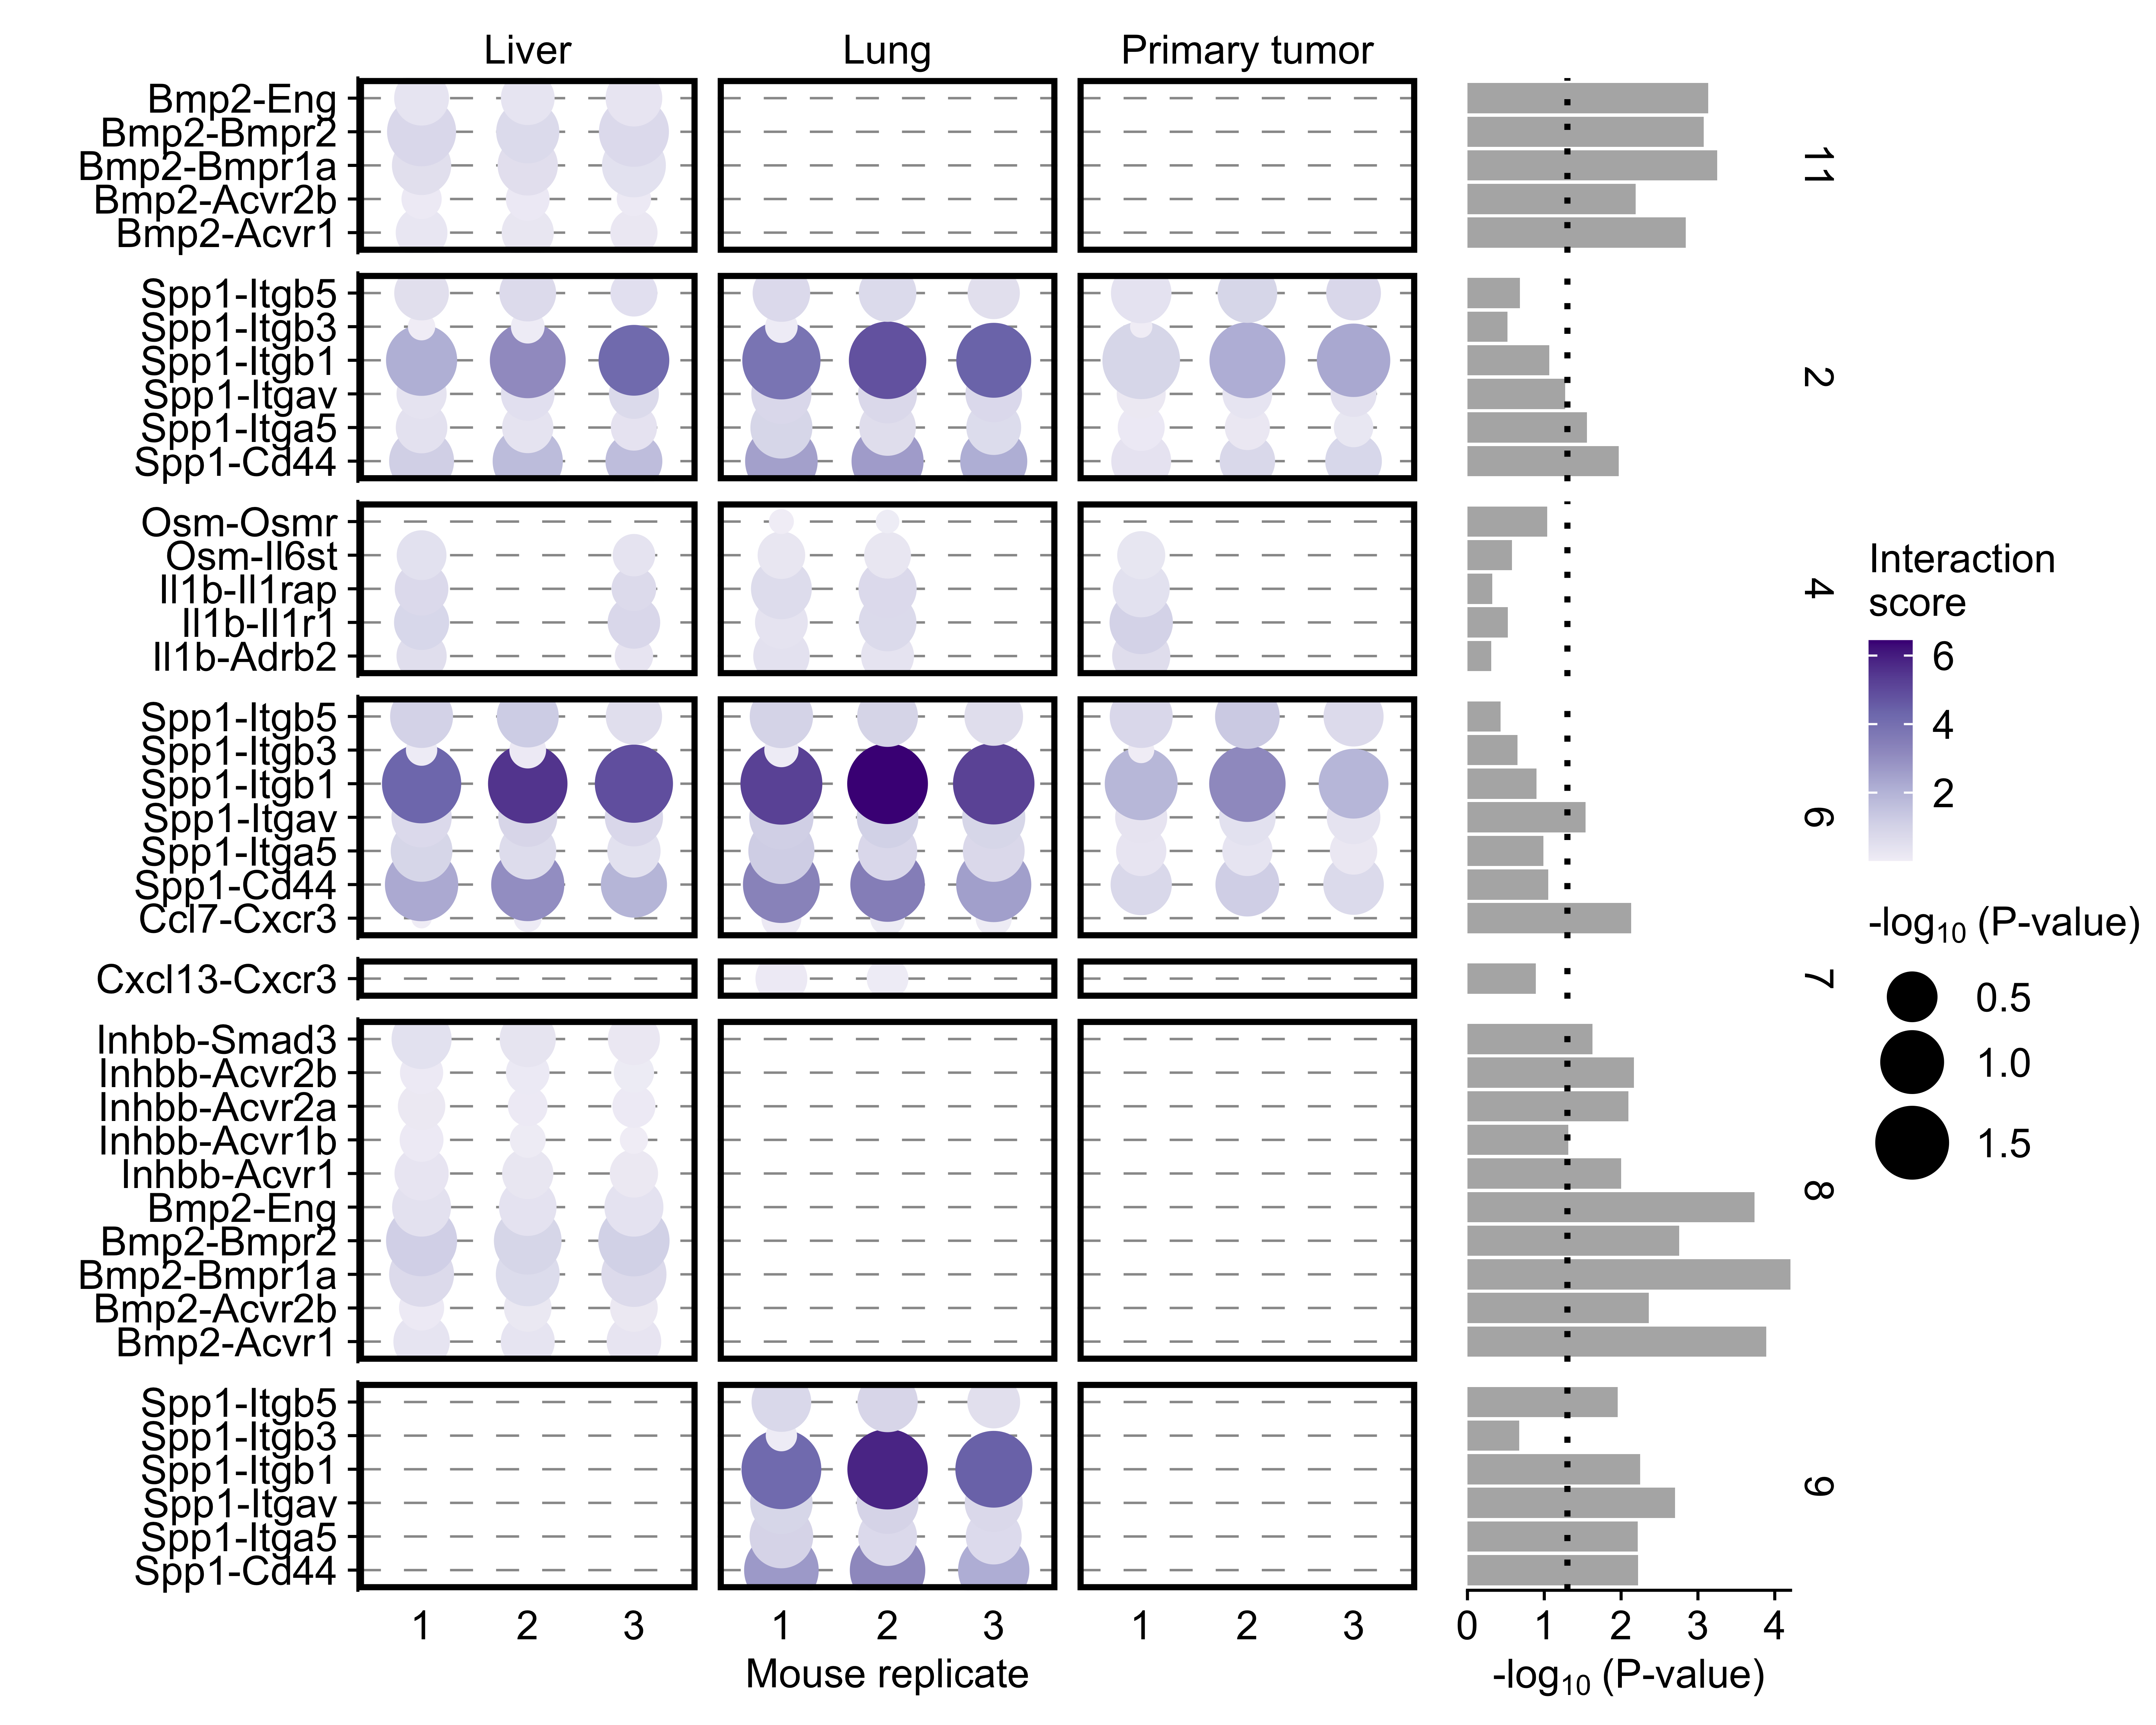 Liver Lung Primary tumor
Bmp2-Eng
Bmp2-Bmpr2
Bmp2-Bmpr1a
Bmp2-Acvr2b
Bmp2-Acvr1
11
Spp1-Itgb5
Spp1-Itgb3
Spp1-Itgb1
Spp1-Itgav
Spp1-Itga5
Spp1-Cd44
2
Osm-Osmr
Osm-Il6st
Il1b-Il1rap
Il1b-Il1r1
Il1b-Adrb2
4
Spp1-Itgb5
Spp1-Itgb3
Spp1-Itgb1
Spp1-Itgav
Spp1-Itga5
Spp1-Cd44
Ccl7-Cxcr3
6
Cxcl13-Cxcr3
7
Inhbb-Smad3
Inhbb-Acvr2b
Inhbb-Acvr2a
Inhbb-Acvr1b
Inhbb-Acvr1
Bmp2-Eng
Bmp2-Bmpr2
Bmp2-Bmpr1a
Bmp2-Acvr2b
Bmp2-Acvr1
8
Spp1-Itgb5
Spp1-Itgb3
Spp1-Itgb1
Spp1-Itgav
Spp1-Itga5
Spp1-Cd44
9
1 2 3 1 2 3 1 2 3
Mouse replicate
0 1 2 3 4
-log10 (P-value)
Interaction
score
6
4
2
-log10 (P-value)
0.5
1.0
1.5